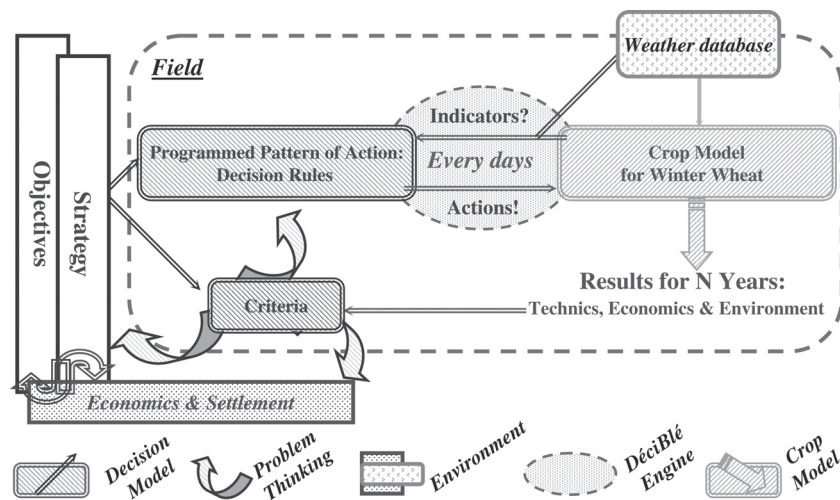 Weather database
Field
Indicators?
Programmed Pattern of Action:
Decision Rules
Every days
Crop Model
for Winter Wheat
Actions!
Objectives
Strategy
Results for N Years:
Technics, Economics & Environment
Criteria
Economics & Settlement
Decision
Model
Problem
Thinking
Environment
DéciBlé
Engine
Crop
Model